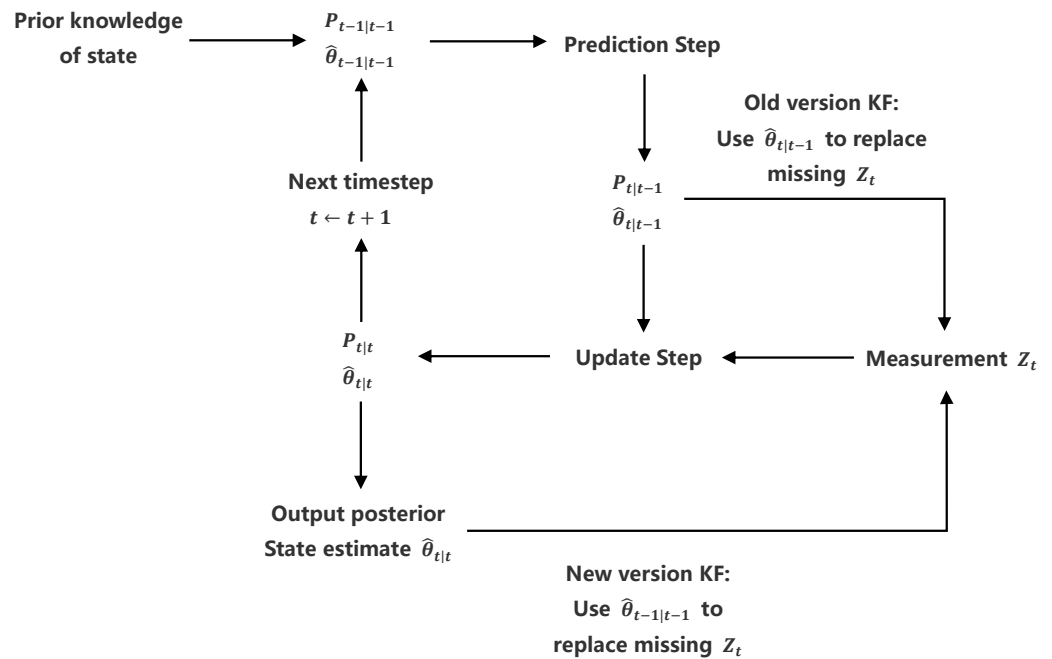 Prior knowledge
of state
P_{t−1|t−1}
θ̂_{t−1|t−1}
Prediction Step
Old version KF:
Use θ̂_{t|t−1} to replace
missing Z_t
P_{t|t−1}
θ̂_{t|t−1}
Next timestep
t ← t + 1
P_{t|t}
θ̂_{t|t}
Update Step
Measurement Z_t
Output posterior
State estimate θ̂_{t|t}
New version KF:
Use θ̂_{t−1|t−1} to
replace missing Z_t